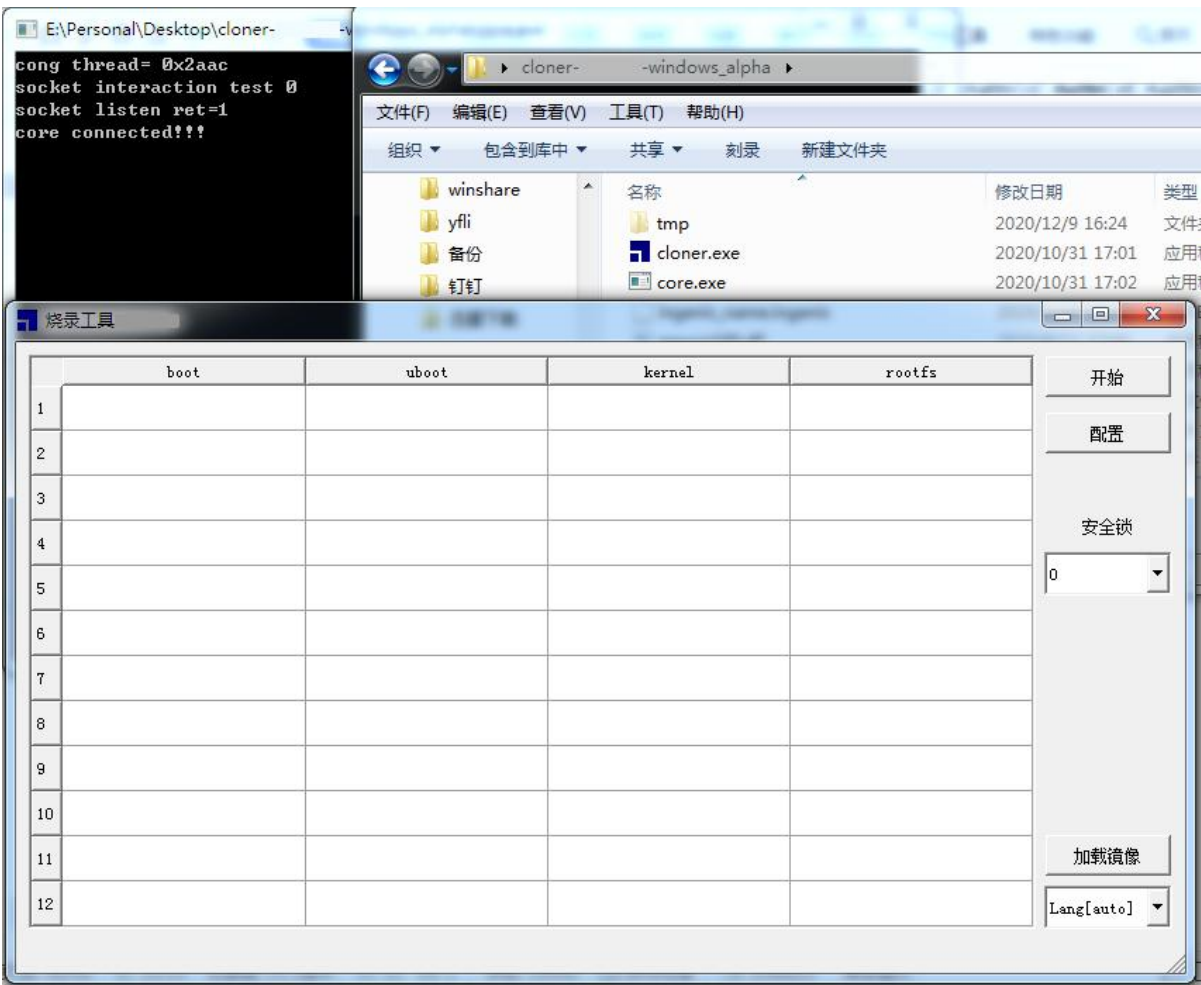 E:\Personal\Desktop\cloner-
cong thread= 0x2aac
socket interaction test 0
socket listen ret=1
core connected!!!
cloner- -windows_alpha
文件(F) 编辑(E) 查看(V) 工具(T) 帮助(H)
组织 包含到库中 共享 刻录 新建文件夹
winshare
yfli
备份
钉钉
名称 修改日期 类型
tmp 2020/12/9 16:24
cloner.exe 2020/10/31 17:01
core.exe 2020/10/31 17:02
烧录工具
boot uboot kernel rootfs
1
2
3
4
5
6
7
8
9
10
11
12
开始
配置
安全锁
0
加载镜像
Lang[auto]